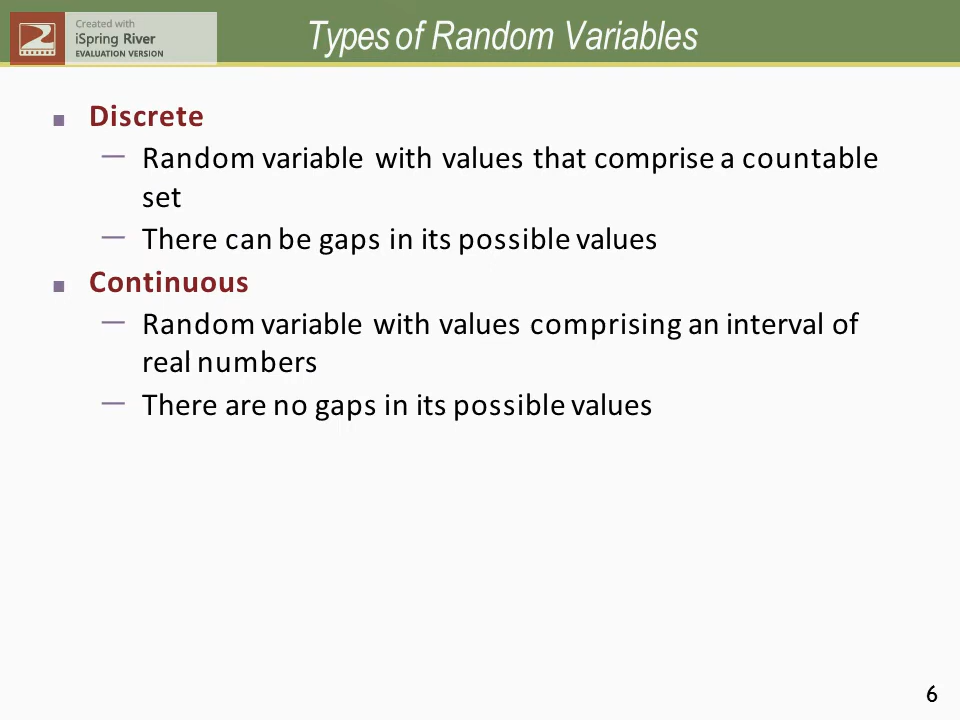 Created with
iSpring River
EVALUATION VERSION
Types of Random Variables
■ Discrete
— Random variable with values that comprise a countable
set
— There can be gaps in its possible values
■ Continuous
— Random variable with values comprising an interval of
real numbers
— There are no gaps in its possible values
6